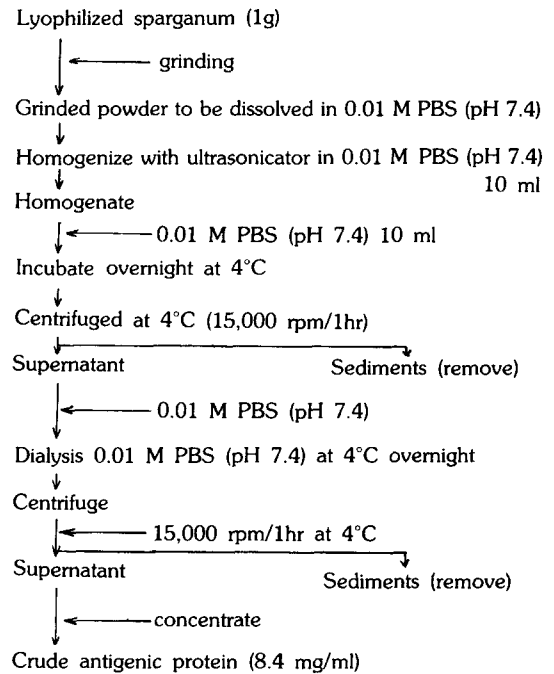 Lyophilized sparganum (1g)
grinding
Grinded powder to be dissolved in 0.01 M PBS (pH 7.4)
Homogenize with ultrasonicator in 0.01 M PBS (pH 7.4)
10 ml
Homogenate
0.01 M PBS (pH 7.4) 10 ml
Incubate overnight at 4°C
Centrifuged at 4°C (15,000 rpm/1hr)
Supernatant Sediments (remove)
0.01 M PBS (pH 7.4)
Dialysis 0.01 M PBS (pH 7.4) at 4°C overnight
Centrifuge
15,000 rpm/1hr at 4°C
Supernatant Sediments (remove)
concentrate
Crude antigenic protein (8.4 mg/ml)